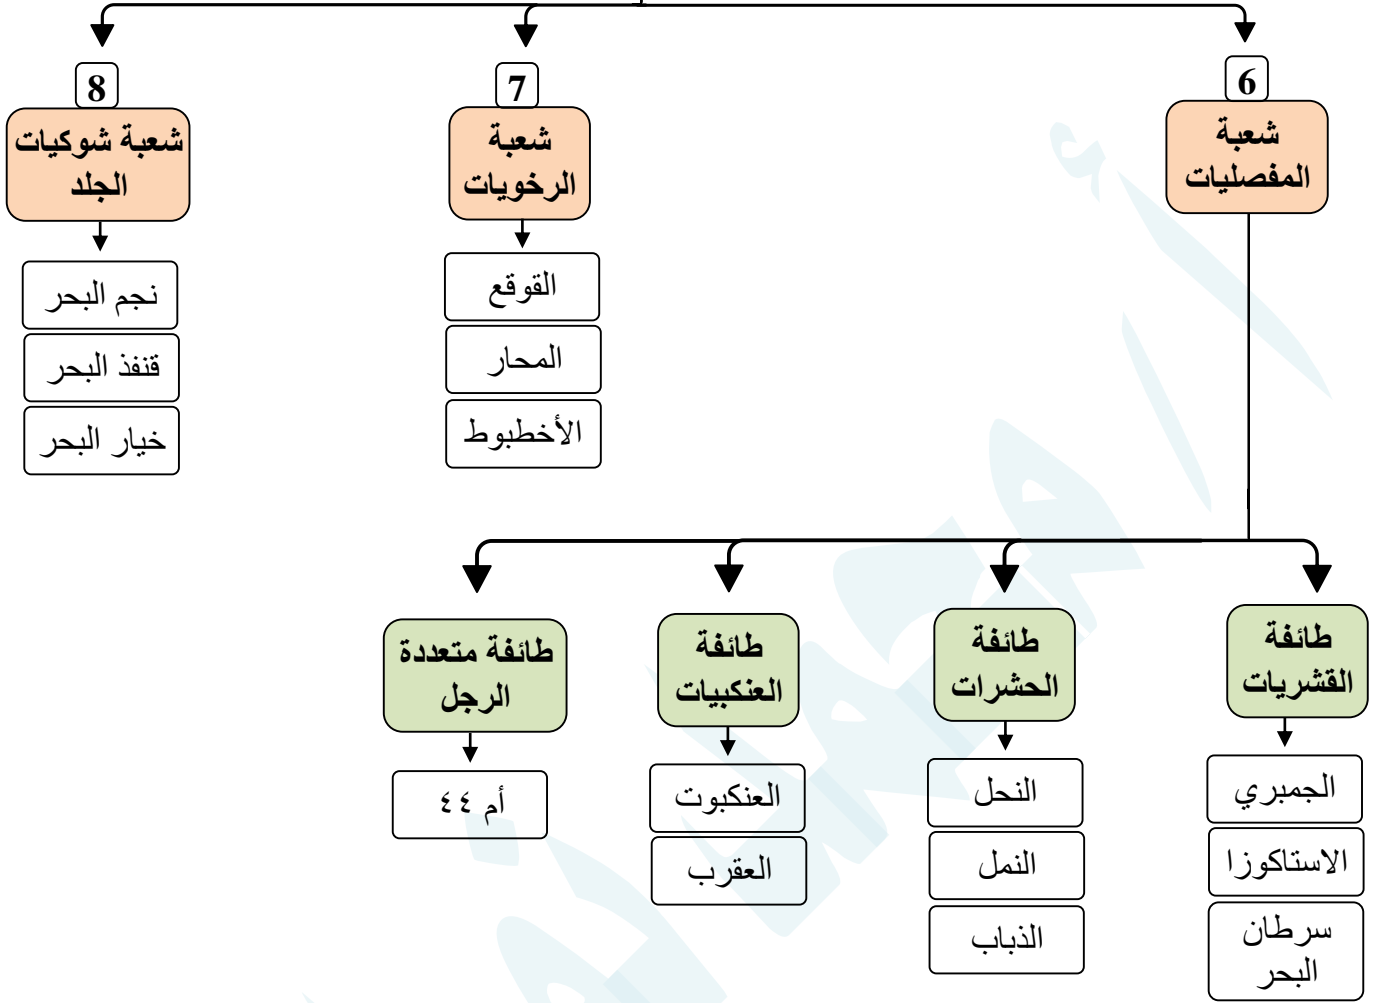 6
شعبة
المفصليات
7
شعبة
الرخويات
القوقع
المحار
الأخطبوط
8
شعبة شوكيات
الجلد
نجم البحر
قنفذ البحر
خيار البحر
طائفة
القشريات
الجمبري
الاستاكوزا
سرطان
البحر
طائفة
الحشرات
النحل
النمل
الذباب
طائفة
العنكبيات
العنكبوت
العقرب
طائفة متعددة
الرجل
أم ٤٤